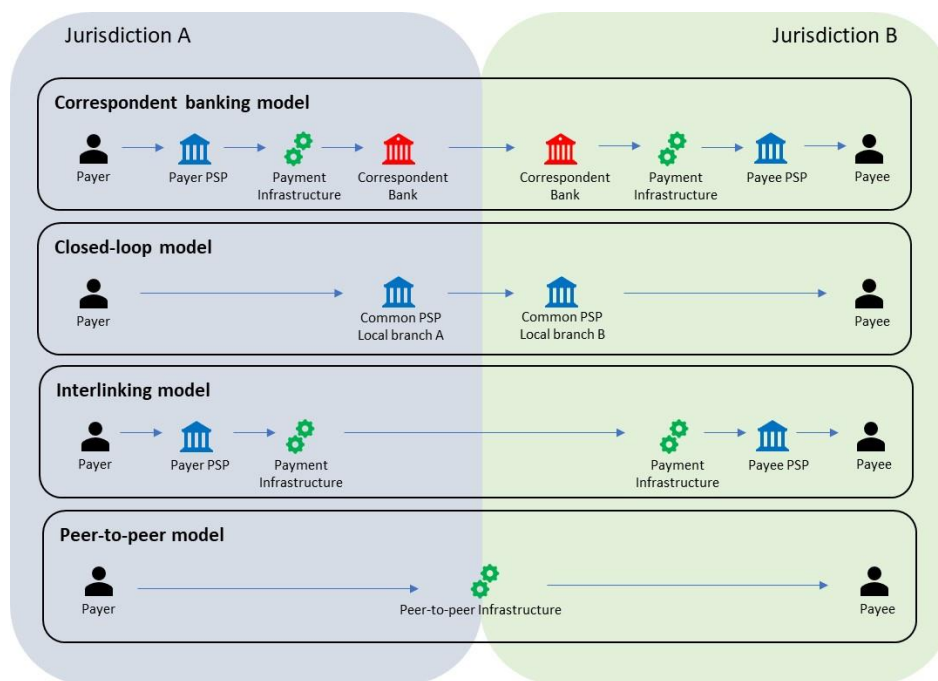 Jurisdiction A
Jurisdiction B
Correspondent banking model
Payer
Payer PSP
Payment
Infrastructure
Correspondent
Bank
Correspondent
Bank
Payment
Infrastructure
Payee PSP
Payee
Closed-loop model
Payer
Common PSP
Local branch A
Common PSP
Local branch B
Payee
Interlinking model
Payer
Payer PSP
Payment
Infrastructure
Payment
Infrastructure
Payee PSP
Payee
Peer-to-peer model
Payer
Peer-to-peer Infrastructure
Payee